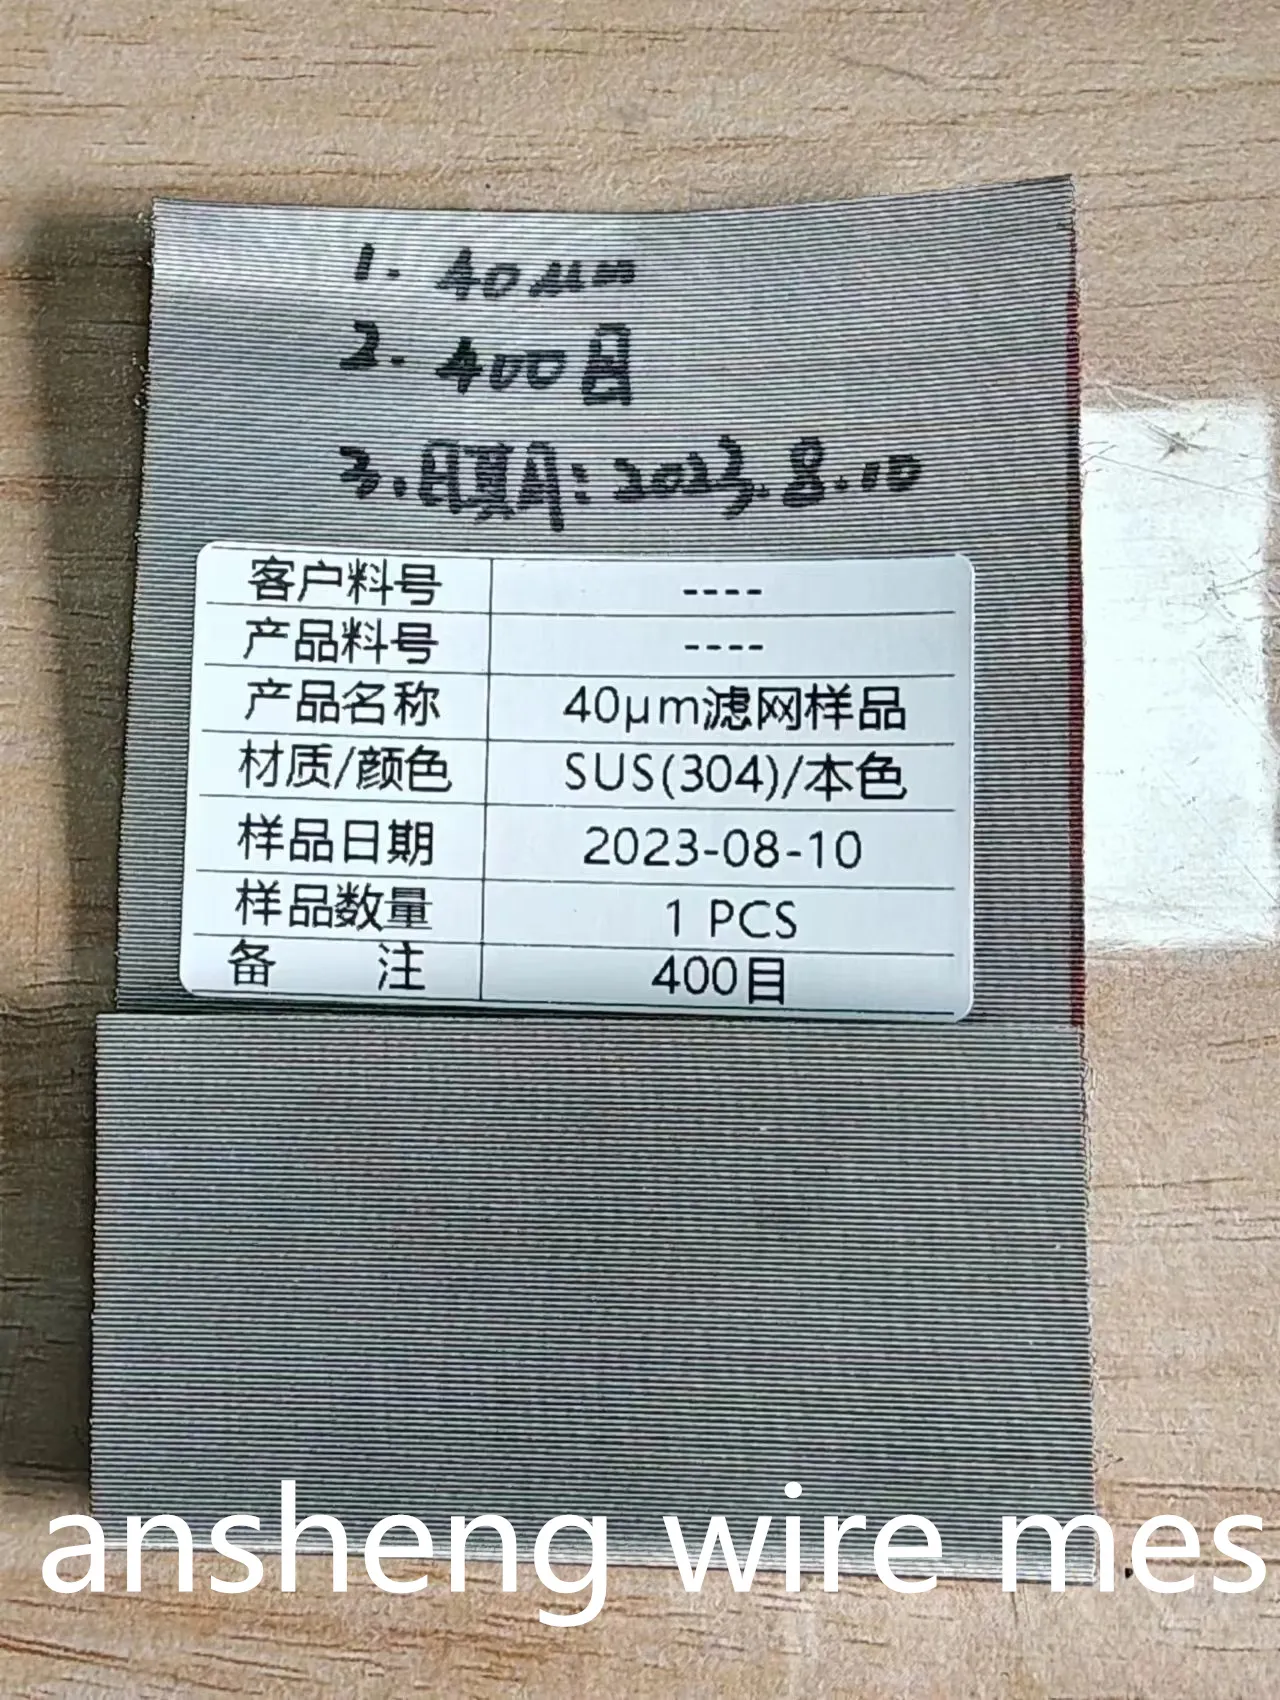 1. 40μm
2. 400目
3. 日期: 2023.8.10
客户料号 ----
产品料号 ----
产品名称 40μm滤网样品
材质/颜色 SUS(304)/本色
样品日期 2023-08-10
样品数量 1 PCS
备 注 400目
ansheng wire mes